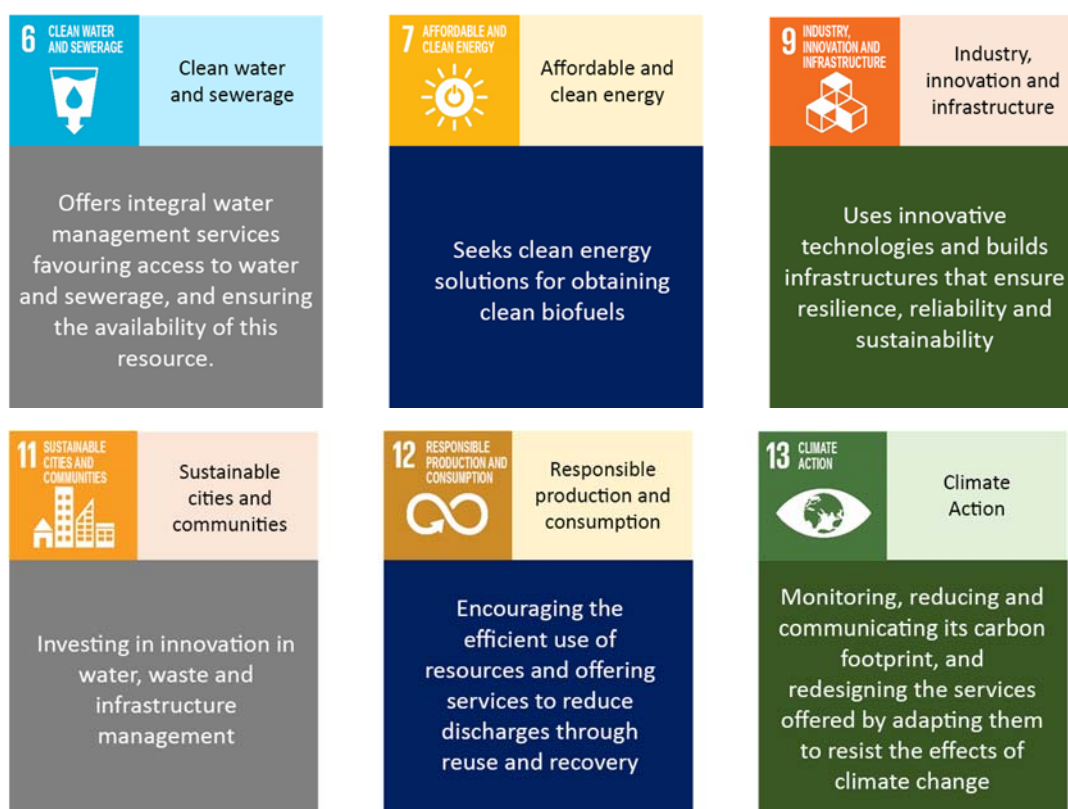 6 CLEAN WATER
AND SEWERAGE
Clean water
and sewerage
Offers integral water
management services
favouring access to water
and sewerage, and ensuring
the availability of this
resource.
7 AFFORDABLE AND
CLEAN ENERGY
Affordable and
clean energy
Seeks clean energy
solutions for obtaining
clean biofuels
9 INDUSTRY,
INNOVATION AND
INFRASTRUCTURE
Industry,
innovation and
infrastructure
Uses innovative
technologies and builds
infrastructures that ensure
resilience, reliability and
sustainability
11 SUSTAINABLE
CITIES AND
COMMUNITIES
Sustainable
cities and
communities
Investing in innovation in
water, waste and
infrastructure
management
12 RESPONSIBLE
PRODUCTION AND
CONSUMPTION
Responsible
production and
consumption
Encouraging the
efficient use of
resources and offering
services to reduce
discharges through
reuse and recovery
13 CLIMATE
ACTION
Climate
Action
Monitoring, reducing and
communicating its carbon
footprint, and
redesigning the services
offered by adapting them
to resist the effects of
climate change